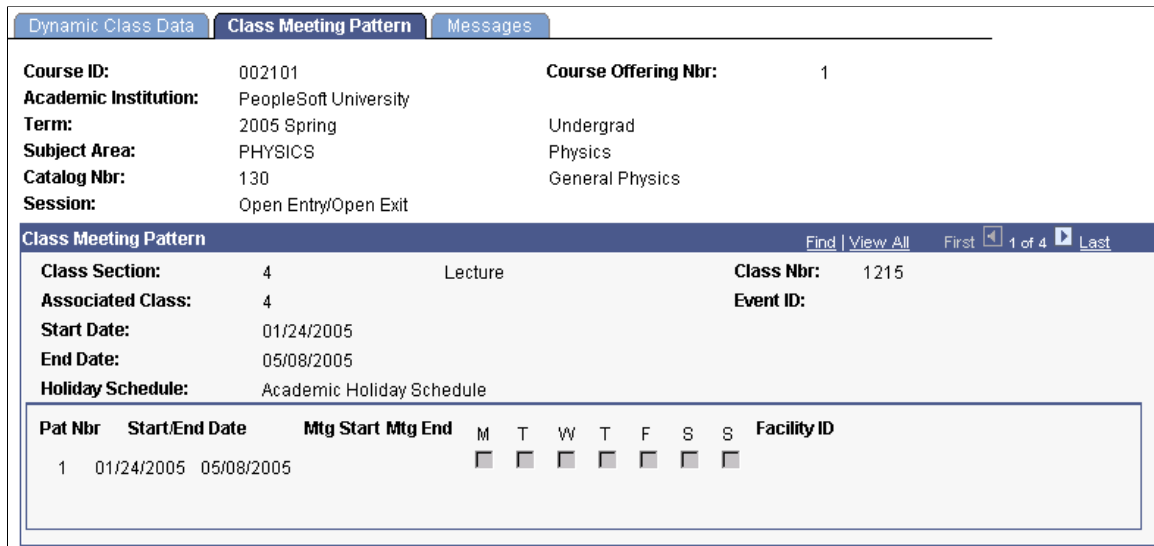 Dynamic Class Data Class Meeting Pattern Messages
Course ID: 002101 Course Offering Nbr: 1
Academic Institution: PeopleSoft University
Term: 2005 Spring Undergrad
Subject Area: PHYSICS Physics
Catalog Nbr: 130 General Physics
Session: Open Entry/Open Exit
Class Meeting Pattern Find | View All First 1 of 4 Last
Class Section: 4 Lecture Class Nbr: 1215
Associated Class: 4 Event ID:
Start Date: 01/24/2005
End Date: 05/08/2005
Holiday Schedule: Academic Holiday Schedule
Pat Nbr Start/End Date Mtg Start Mtg End M T W T F S S Facility ID
1 01/24/2005 05/08/2005